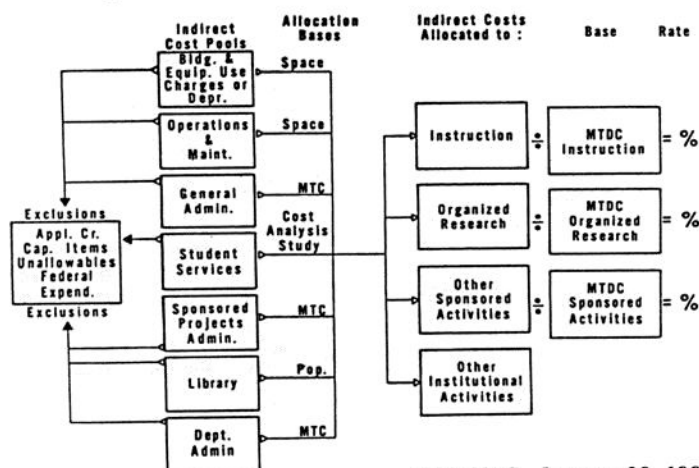 Indirect
Cost Pools
Allocation
Bases
Indirect Costs
Allocated to :
Base
Rate
Bldg. &
Equip. Use
Charges or
Depr.
Space
Operations
&
Maint.
Space
General
Admin.
MTC
Student
Services
Cost
Analysis
Study
Sponsored
Projects
Admin.
MTC
Library
Pop.
Dept.
Admin
MTC
Exclusions
Appl. Cr.
Cap. Items
Unallowables
Federal
Expend.
Exclusions
Instruction
÷
MTDC
Instruction
= %
Organized
Research
÷
MTDC
Organized
Research
= %
Other
Sponsored
Activities
÷
MTDC
Sponsored
Activities
= %
Other
Institutional
Activities